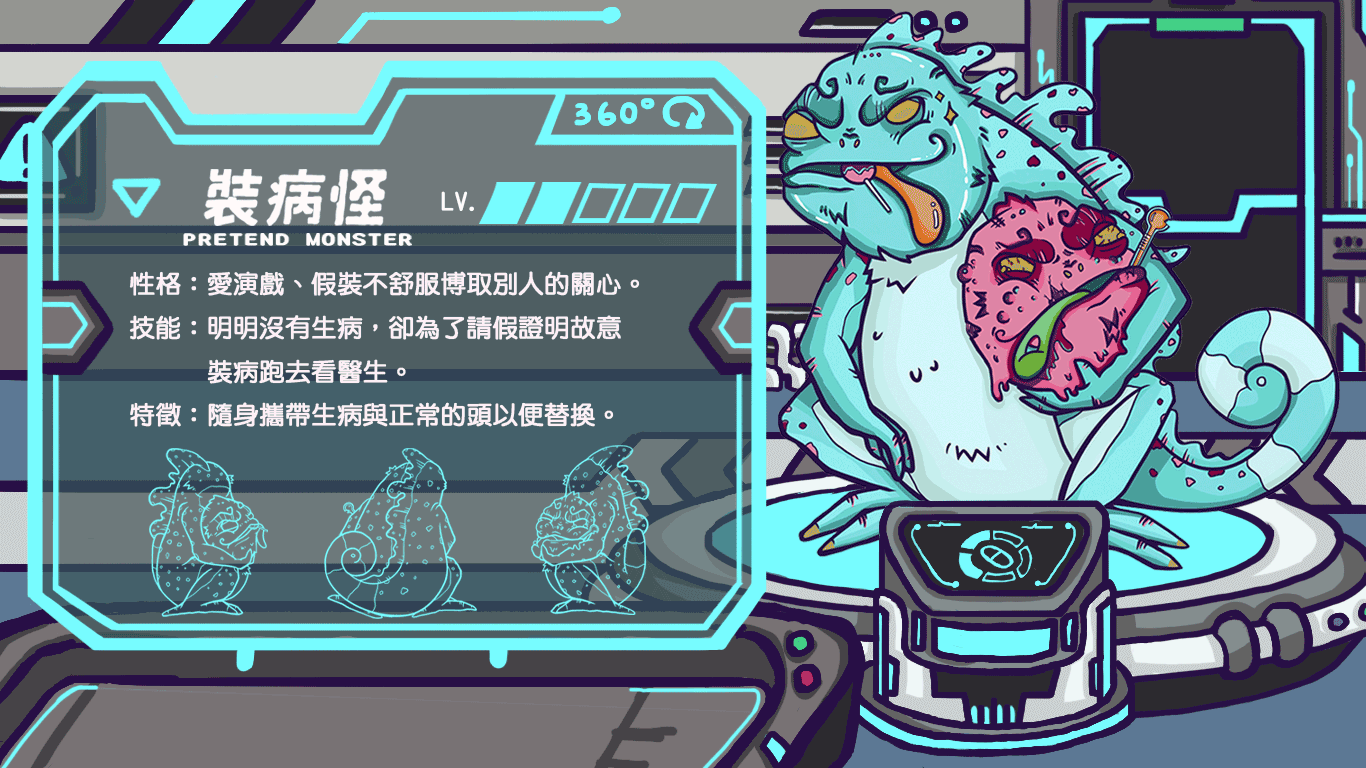 360°
裝病怪
LV.
PRETEND MONSTER
性格：愛演戲、假裝不舒服博取別人的關心。
技能：明明沒有生病，卻為了請假證明故意
裝病跑去看醫生。
特徵：隨身攜帶生病與正常的頭以便替換。